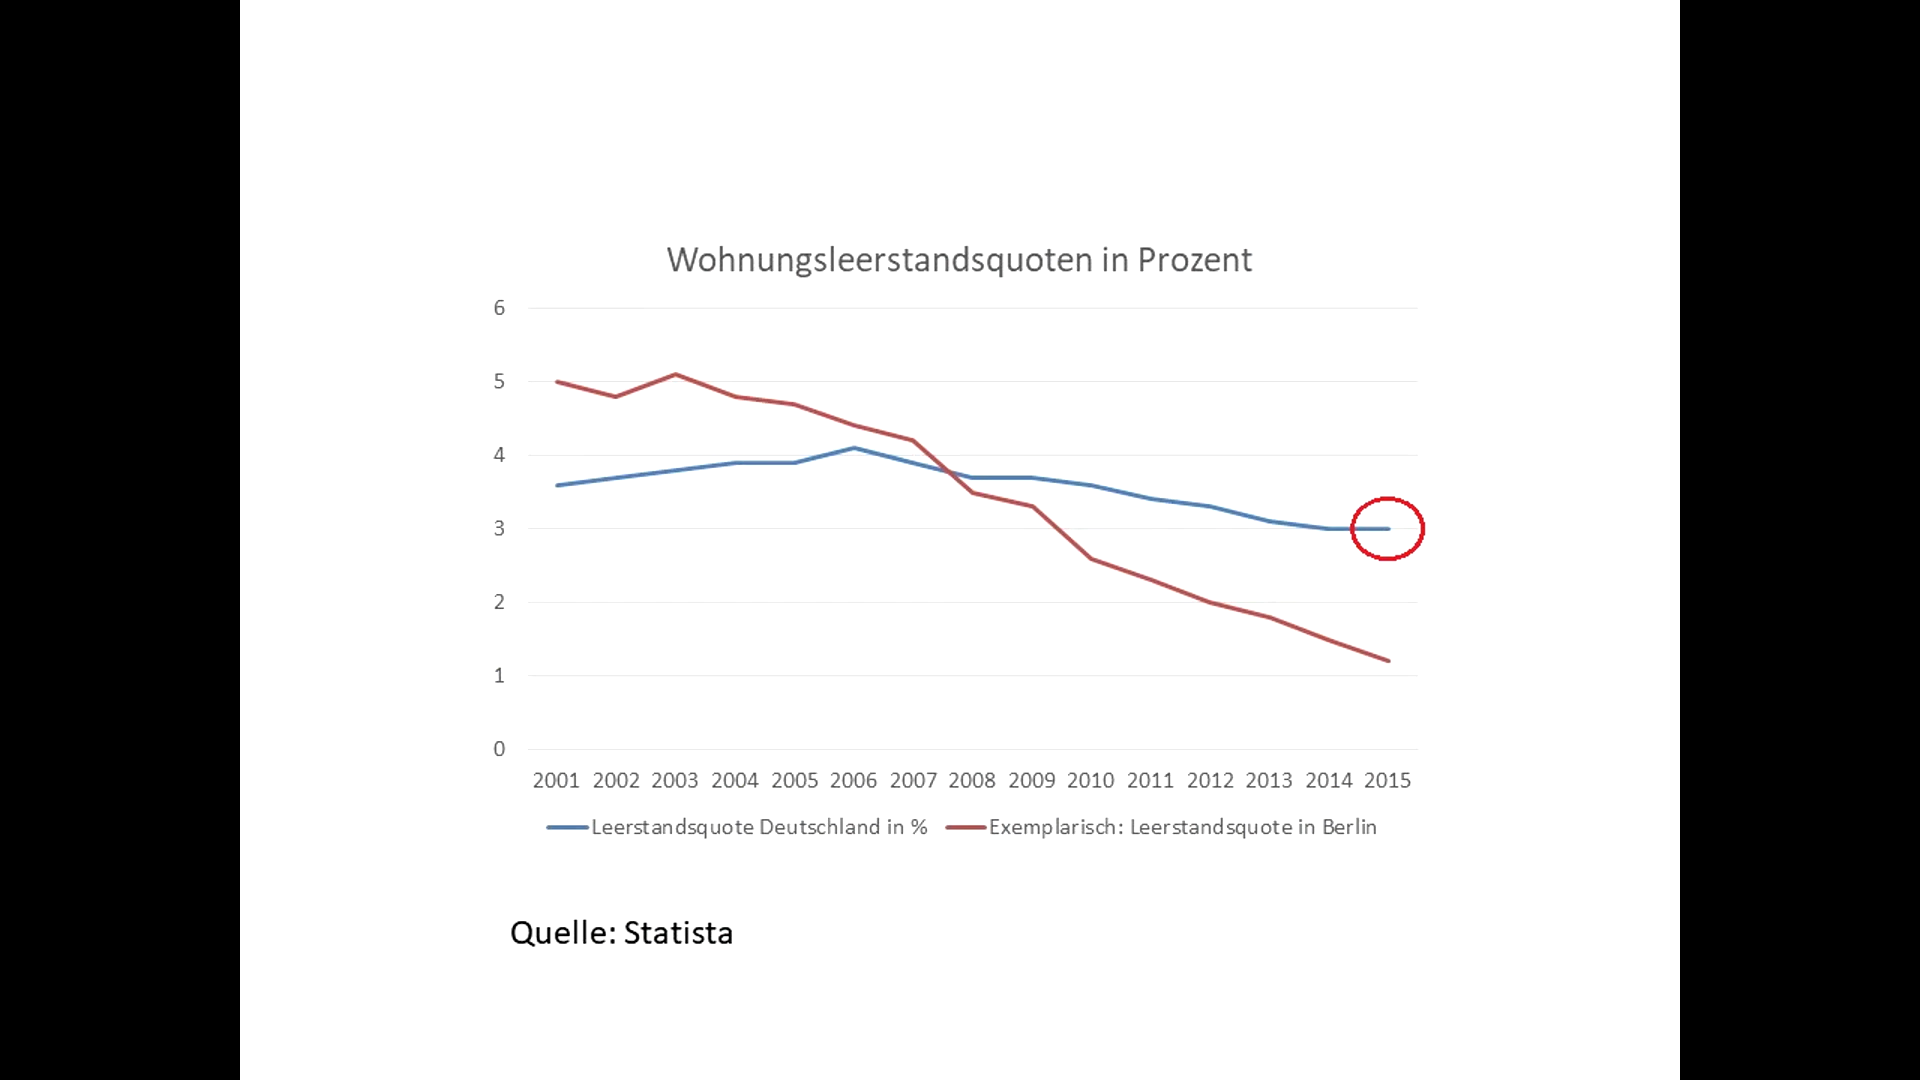 Wohnungsleerstandsquoten in Prozent
6
5
4
3
2
1
0
2001 2002 2003 2004 2005 2006 2007 2008 2009 2010 2011 2012 2013 2014 2015
Leerstandsquote Deutschland in % Exemplarisch: Leerstandsquote in Berlin
Quelle: Statista